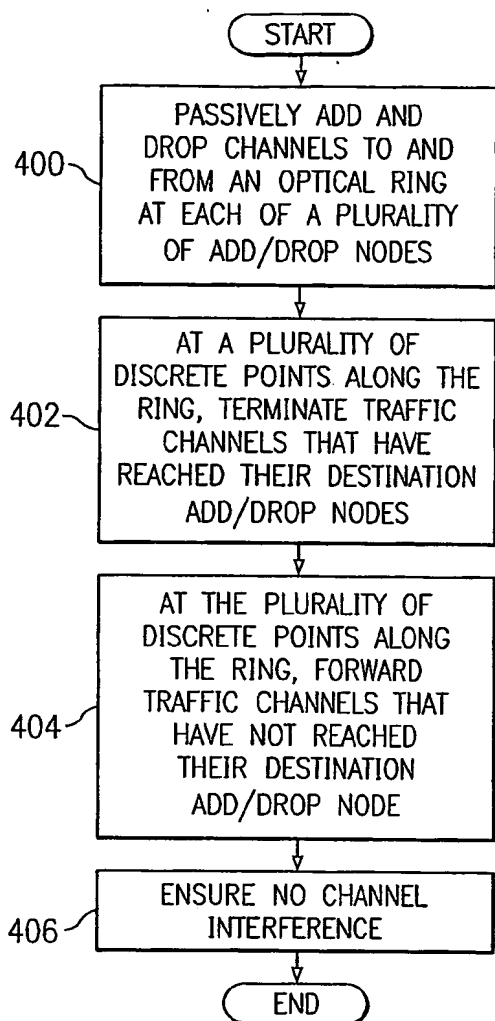 START
400
PASSIVELY ADD AND
DROP CHANNELS TO AND
FROM AN OPTICAL RING
AT EACH OF A PLURALITY
OF ADD/DROP NODES
402
AT A PLURALITY OF
DISCRETE POINTS ALONG THE
RING, TERMINATE TRAFFIC
CHANNELS THAT HAVE
REACHED THEIR DESTINATION
ADD/DROP NODES
404
AT THE PLURALITY OF
DISCRETE POINTS ALONG
THE RING, FORWARD
TRAFFIC CHANNELS THAT
HAVE NOT REACHED
THEIR DESTINATION
ADD/DROP NODE
406
ENSURE NO CHANNEL
INTERFERENCE
END